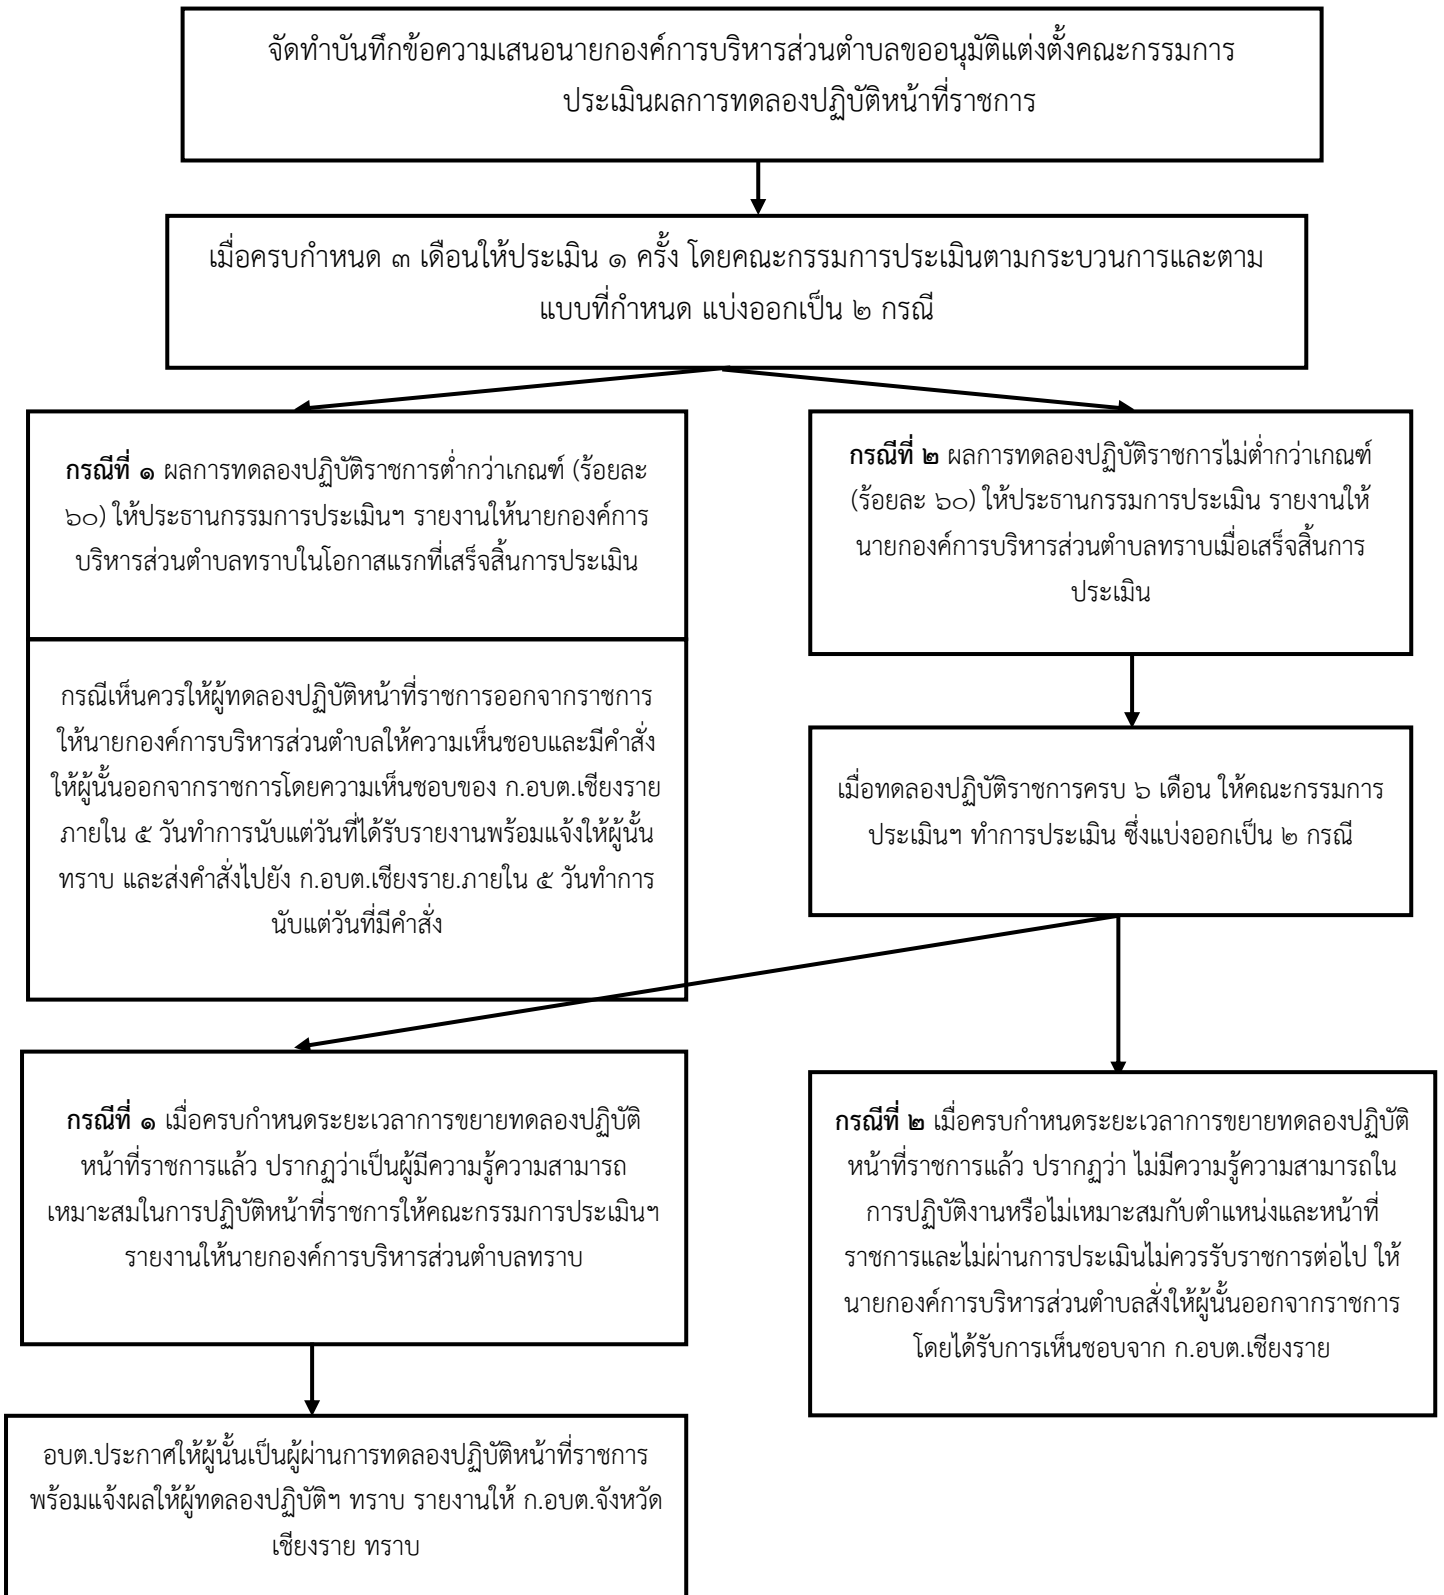 จัดทำบันทึกข้อความเสนอนายกองค์การบริหารส่วนตำบลขออนุมัติแต่งตั้งคณะกรรมการ
ประเมินผลการทดลองปฏิบัติหน้าที่ราชการ
เมื่อครบกำหนด ๓ เดือนให้ประเมิน ๑ ครั้ง โดยคณะกรรมการประเมินตามกระบวนการและตาม
แบบที่กำหนด แบ่งออกเป็น ๒ กรณี
กรณีที่ ๑ ผลการทดลองปฏิบัติราชการต่ำกว่าเกณฑ์ (ร้อยละ
๖๐) ให้ประธานกรรมการประเมินฯ รายงานให้นายกองค์การ
บริหารส่วนตำบลทราบในโอกาสแรกที่เสร็จสิ้นการประเมิน
กรณีเห็นควรให้ผู้ทดลองปฏิบัติหน้าที่ราชการออกจากราชการ
ให้นายกองค์การบริหารส่วนตำบลให้ความเห็นชอบและมีคำสั่ง
ให้ผู้นั้นออกจากราชการโดยความเห็นชอบของ ก.อบต.เชียงราย
ภายใน ๕ วันทำการนับแต่วันที่ได้รับรายงานพร้อมแจ้งให้ผู้นั้น
ทราบ และส่งคำสั่งไปยัง ก.อบต.เชียงราย.ภายใน ๕ วันทำการ
นับแต่วันที่มีคำสั่ง
กรณีที่ ๒ ผลการทดลองปฏิบัติราชการไม่ต่ำกว่าเกณฑ์
(ร้อยละ ๖๐) ให้ประธานกรรมการประเมิน รายงานให้
นายกองค์การบริหารส่วนตำบลทราบเมื่อเสร็จสิ้นการ
ประเมิน
เมื่อทดลองปฏิบัติราชการครบ ๖ เดือน ให้คณะกรรมการ
ประเมินฯ ทำการประเมิน ซึ่งแบ่งออกเป็น ๒ กรณี
กรณีที่ ๑ เมื่อครบกำหนดระยะเวลาการขยายทดลองปฏิบัติ
หน้าที่ราชการแล้ว ปรากฏว่าเป็นผู้มีความรู้ความสามารถ
เหมาะสมในการปฏิบัติหน้าที่ราชการให้คณะกรรมการประเมินฯ
รายงานให้นายกองค์การบริหารส่วนตำบลทราบ
กรณีที่ ๒ เมื่อครบกำหนดระยะเวลาการขยายทดลองปฏิบัติ
หน้าที่ราชการแล้ว ปรากฏว่า ไม่มีความรู้ความสามารถใน
การปฏิบัติงานหรือไม่เหมาะสมกับตำแหน่งและหน้าที่
ราชการและไม่ผ่านการประเมินไม่ควรรับราชการต่อไป ให้
นายกองค์การบริหารส่วนตำบลสั่งให้ผู้นั้นออกจากราชการ
โดยได้รับการเห็นชอบจาก ก.อบต.เชียงราย
อบต.ประกาศให้ผู้นั้นเป็นผู้ผ่านการทดลองปฏิบัติหน้าที่ราชการ
พร้อมแจ้งผลให้ผู้ทดลองปฏิบัติฯ ทราบ รายงานให้ ก.อบต.จังหวัด
เชียงราย ทราบ